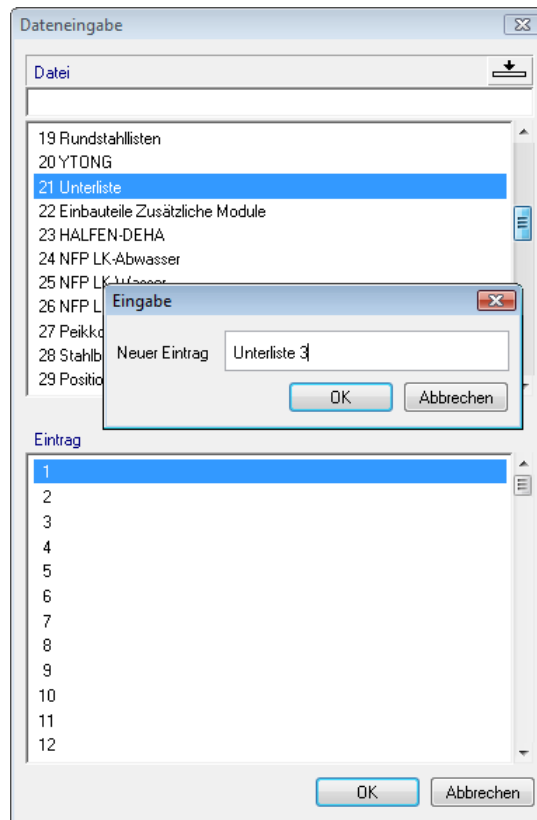 Dateneingabe
Datei
19 Rundstahllisten
20 YTONG
21 Unterliste
22 Einbauteile Zusätzliche Module
23 HALFEN-DEHA
24 NFP LK-Abwasser
25 NFP LK-Wasser
26 NFP L
27 Peikko
28 Stahlb
29 Positio
Eingabe
Neuer Eintrag
Unterliste 3
OK
Abbrechen
Eintrag
1
2
3
4
5
6
7
8
9
10
11
12
OK
Abbrechen